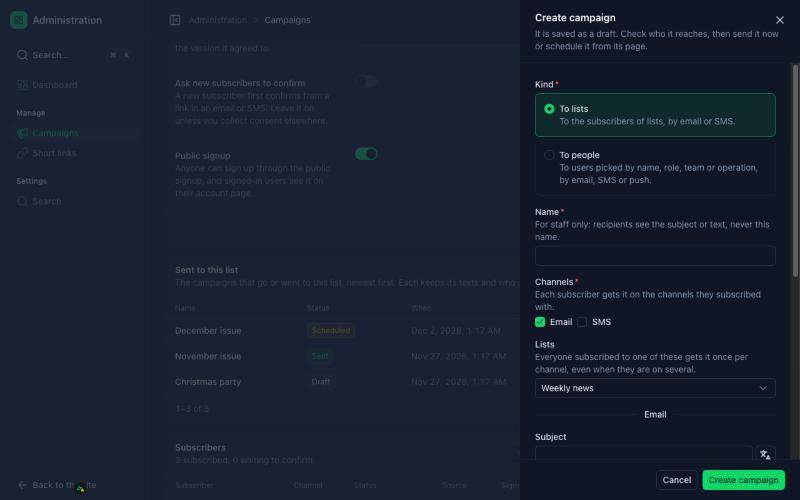 Administration
Administration > Campaigns
Search...
⌘ K
Dashboard
Manage
Campaigns
Short links
Settings
Search
Back to the
the version it agreed to.
Ask new subscribers to confirm
A new subscriber first confirms from a
link in an email or SMS. Leave it on
unless you collect consent elsewhere.
Public signup
Anyone can sign up through the public
signup, and signed-in users see it on
their account page.
Sent to this list
The campaigns that go or went to this list, newest first. Each keeps its texts and who
Name Status When
December issue Scheduled Dec 2, 2026, 1:17 AM
November issue Sent Nov 27, 2026, 1:17 AM
Christmas party Draft Nov 27, 2026, 1:17 AM
1–3 of 3
Subscribers
3 subscribed, 0 waiting to confirm.
Subscriber Channel Status Source
Create campaign
It is saved as a draft. Check who it reaches, then send it now
or schedule it from its page.
Kind*
To lists
To the subscribers of lists, by email or SMS.
To people
To users picked by name, role, team or operation,
by email, SMS or push.
Name*
For staff only: recipients see the subject or text, never this
name.
Channels*
Each subscriber gets it on the channels they subscribed
with.
Email SMS
Lists
Everyone subscribed to one of these gets it once per
channel, even when they are on several.
Weekly news
Email
Subject
Cancel Create campaign